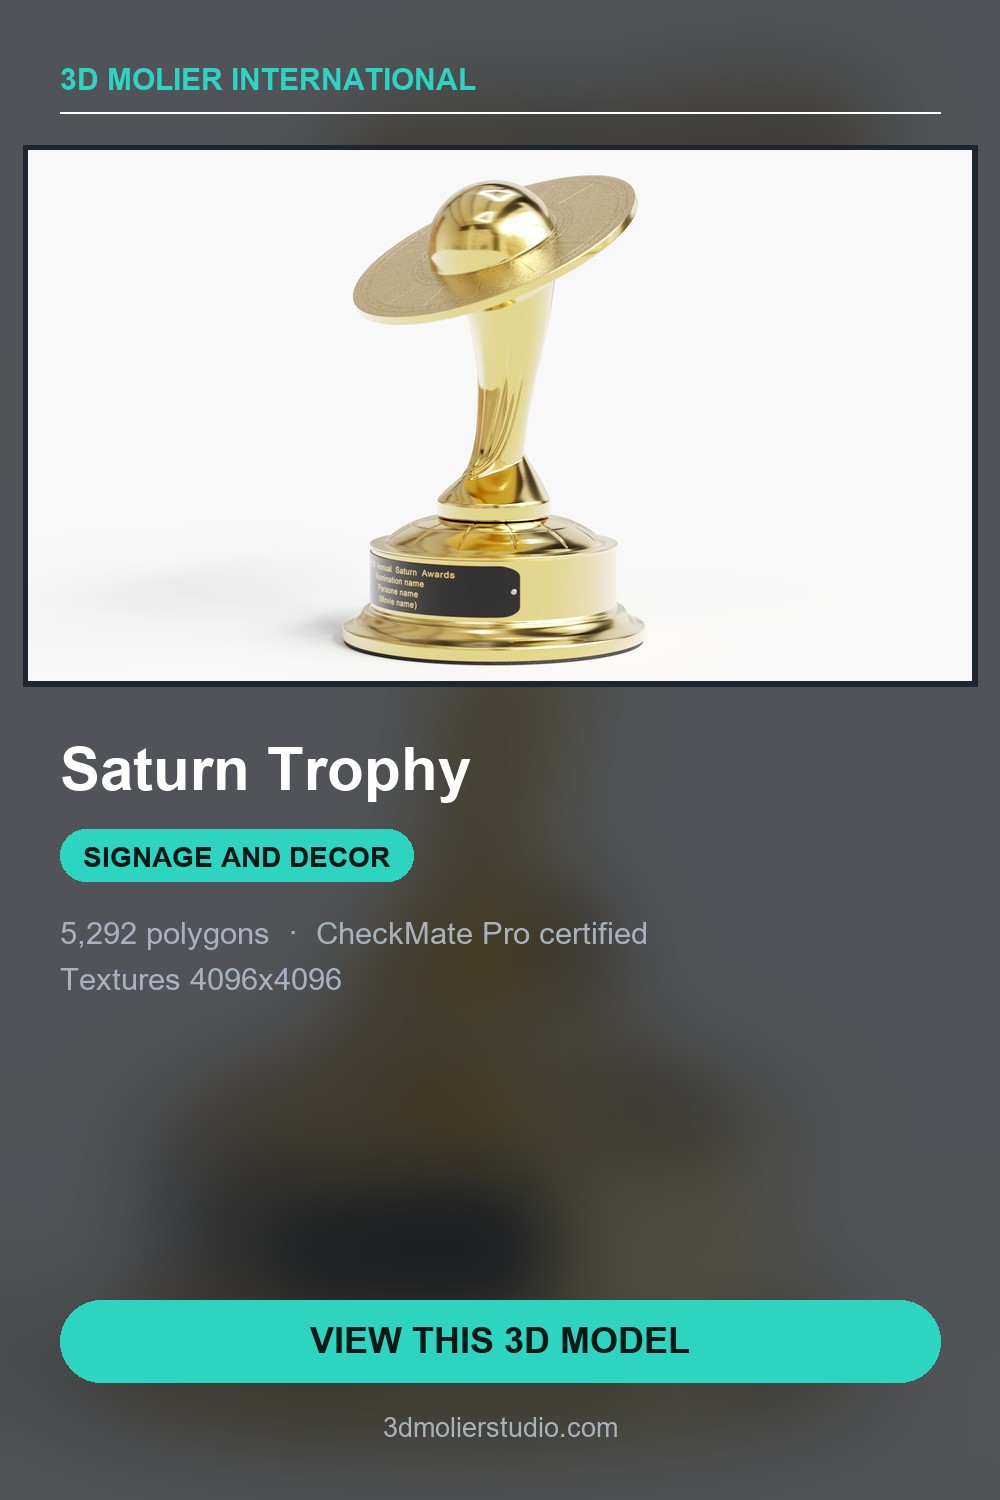 3D MOLIER INTERNATIONAL
Annual Saturn Awards
Nomination name
Persone name
(Movie name)
Saturn Trophy
SIGNAGE AND DECOR
5,292 polygons · CheckMate Pro certified
Textures 4096x4096
VIEW THIS 3D MODEL
3dmolierstudio.com